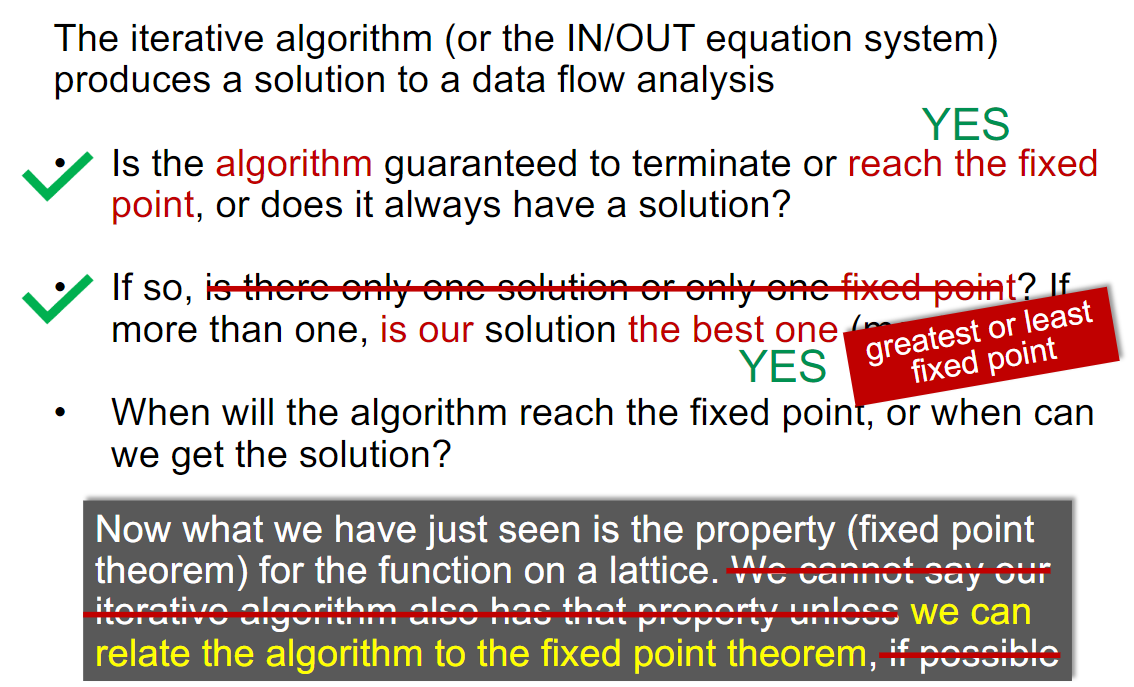 The iterative algorithm (or the IN/OUT equation system)
produces a solution to a data flow analysis
YES
• Is the algorithm guaranteed to terminate or reach the fixed
point, or does it always have a solution?
• If so, is there only one solution or only one fixed point? If
more than one, is our solution the best one
greatest or least
fixed point
YES
• When will the algorithm reach the fixed point, or when can
we get the solution?
Now what we have just seen is the property (fixed point
theorem) for the function on a lattice. We cannot say our
iterative algorithm also has that property unless we can
relate the algorithm to the fixed point theorem, if possible